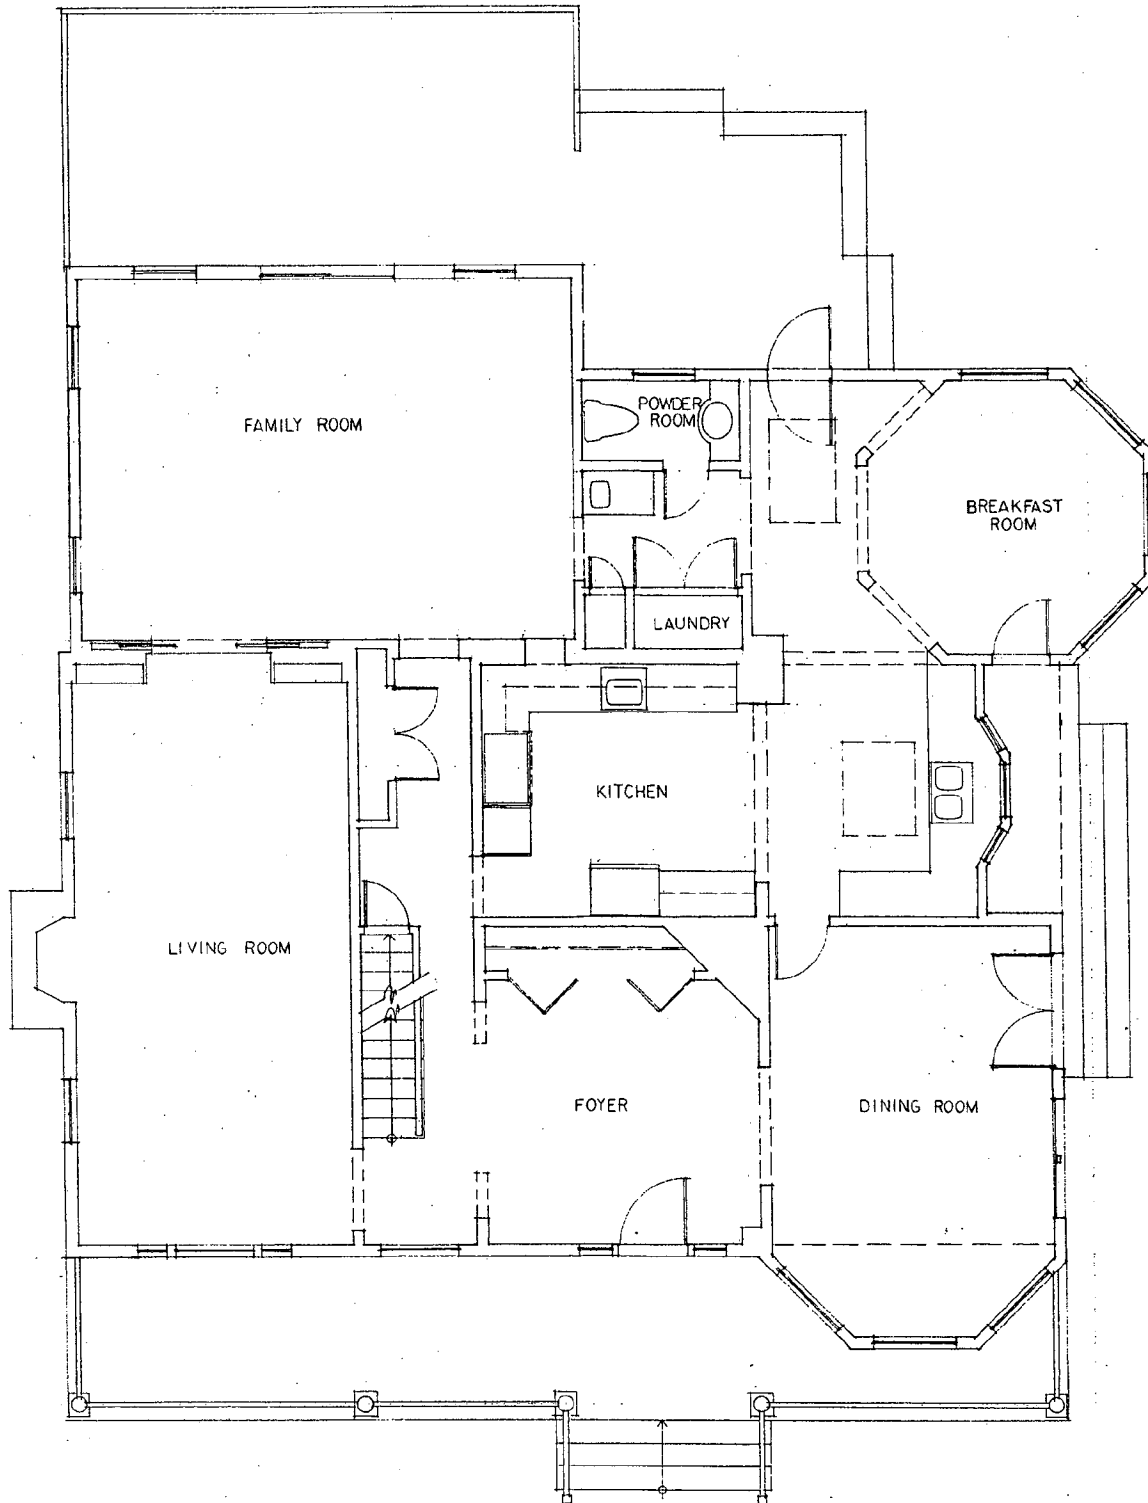 FAMILY ROOM
POWDER
ROOM
BREAKFAST
ROOM
LAUNDRY
KITCHEN
LIVING ROOM
FOYER
DINING ROOM